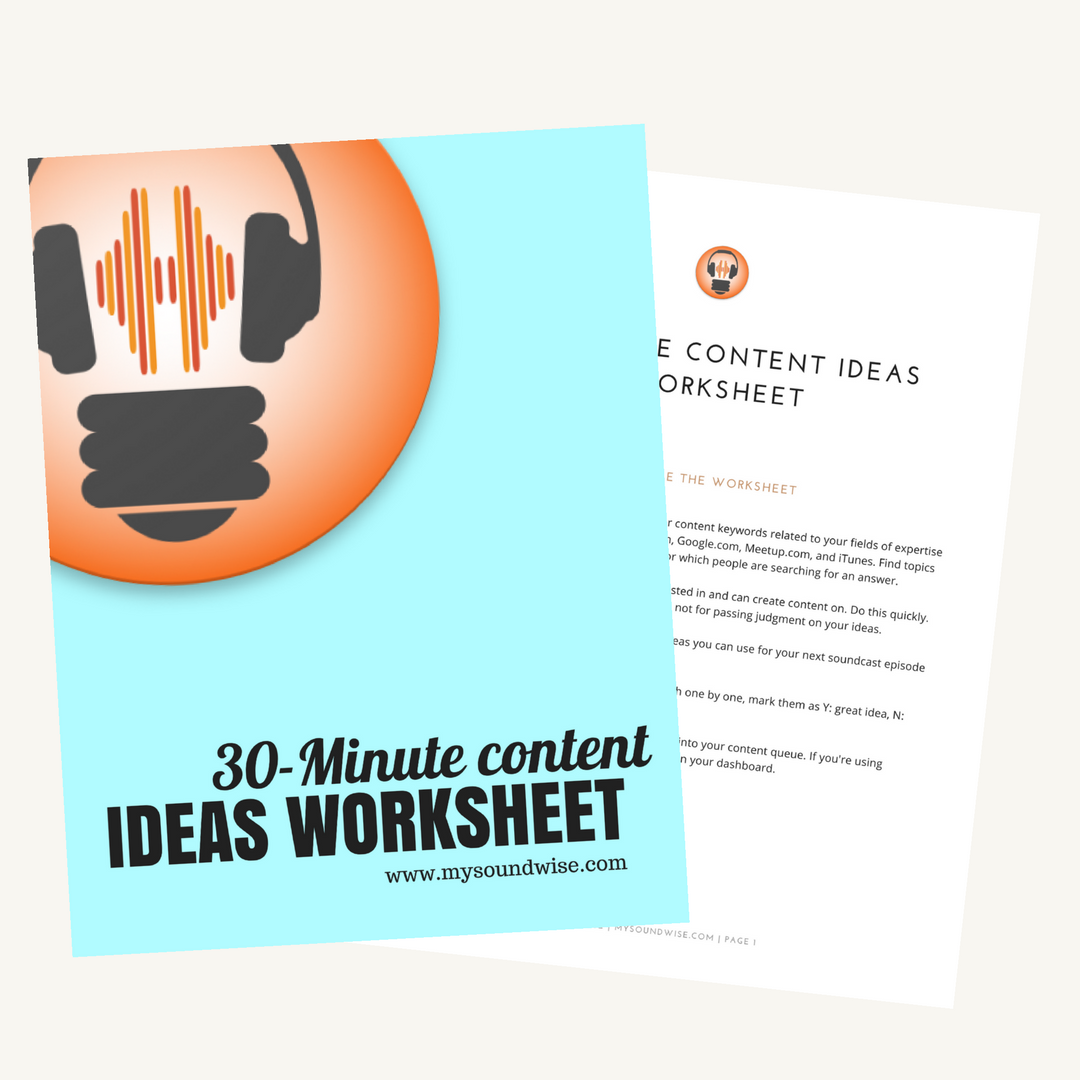 30-Minute content
IDEAS WORKSHEET
www.mysoundwise.com
E CONTENT IDEAS
ORKSHEET
E THE WORKSHEET
r content keywords related to your fields of expertise
, Google.com, Meetup.com, and iTunes. Find topics
or which people are searching for an answer.
sted in and can create content on. Do this quickly.
not for passing judgment on your ideas.
eas you can use for your next soundcast episode
h one by one, mark them as Y: great idea, N:
into your content queue. If you're using
n your dashboard.
| MYSOUNDWISE.COM | PAGE 1